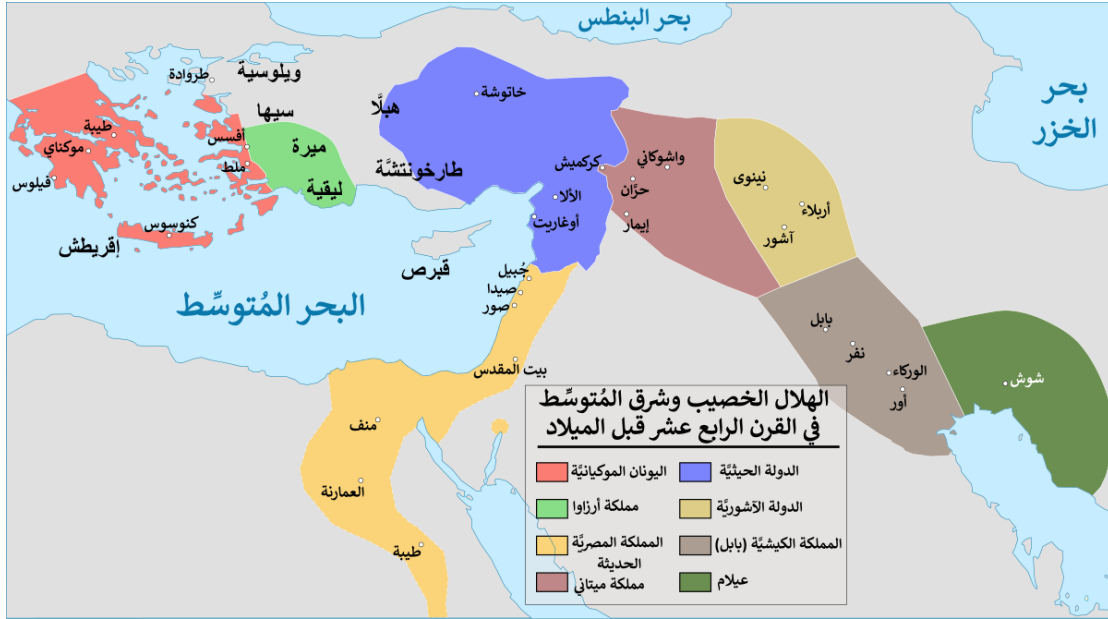 بحر البنطس
بحر
الخزر
ويلوسية
طروادة
سيها
هبلَّا
خاتوشة
طيبة
موكناي
فيلوس
أفسس
ملط
ميرة
ليقية
طارخونتشَّة
كركميش
واشوكاني
حرَّان
إيمار
نينوى
أربلاء
آشور
الألا
أوغاريت
كنوسوس
إقريطش
قبرص
جُبيل
صيدا
صور
البحر المُتوسِّط
بابل
نفر
الوركاء
أور
شوش
بيت المقدس
منف
العمارنة
طيبة
الهلال الخصيب وشرق المُتوسِّط
في القرن الرابع عشر قبل الميلاد
الدولة الحيثيَّة
اليونان الموكيانيَّة
الدولة الآشوريَّة
مملكة أرزاوا
المملكة الكيشيَّة (بابل)
المملكة المصريَّة
الحديثة
عيلام
مملكة ميتاني